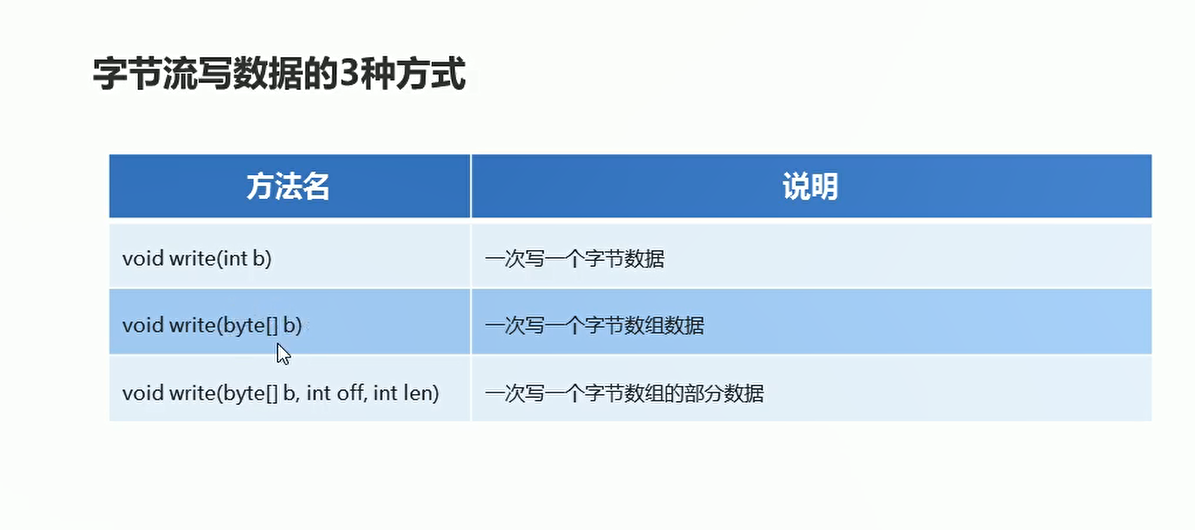 字节流写数据的3种方式
方法名 说明
void write(int b) 一次写一个字节数据
void write(byte[] b) 一次写一个字节数组数据
void write(byte[] b, int off, int len) 一次写一个字节数组的部分数据